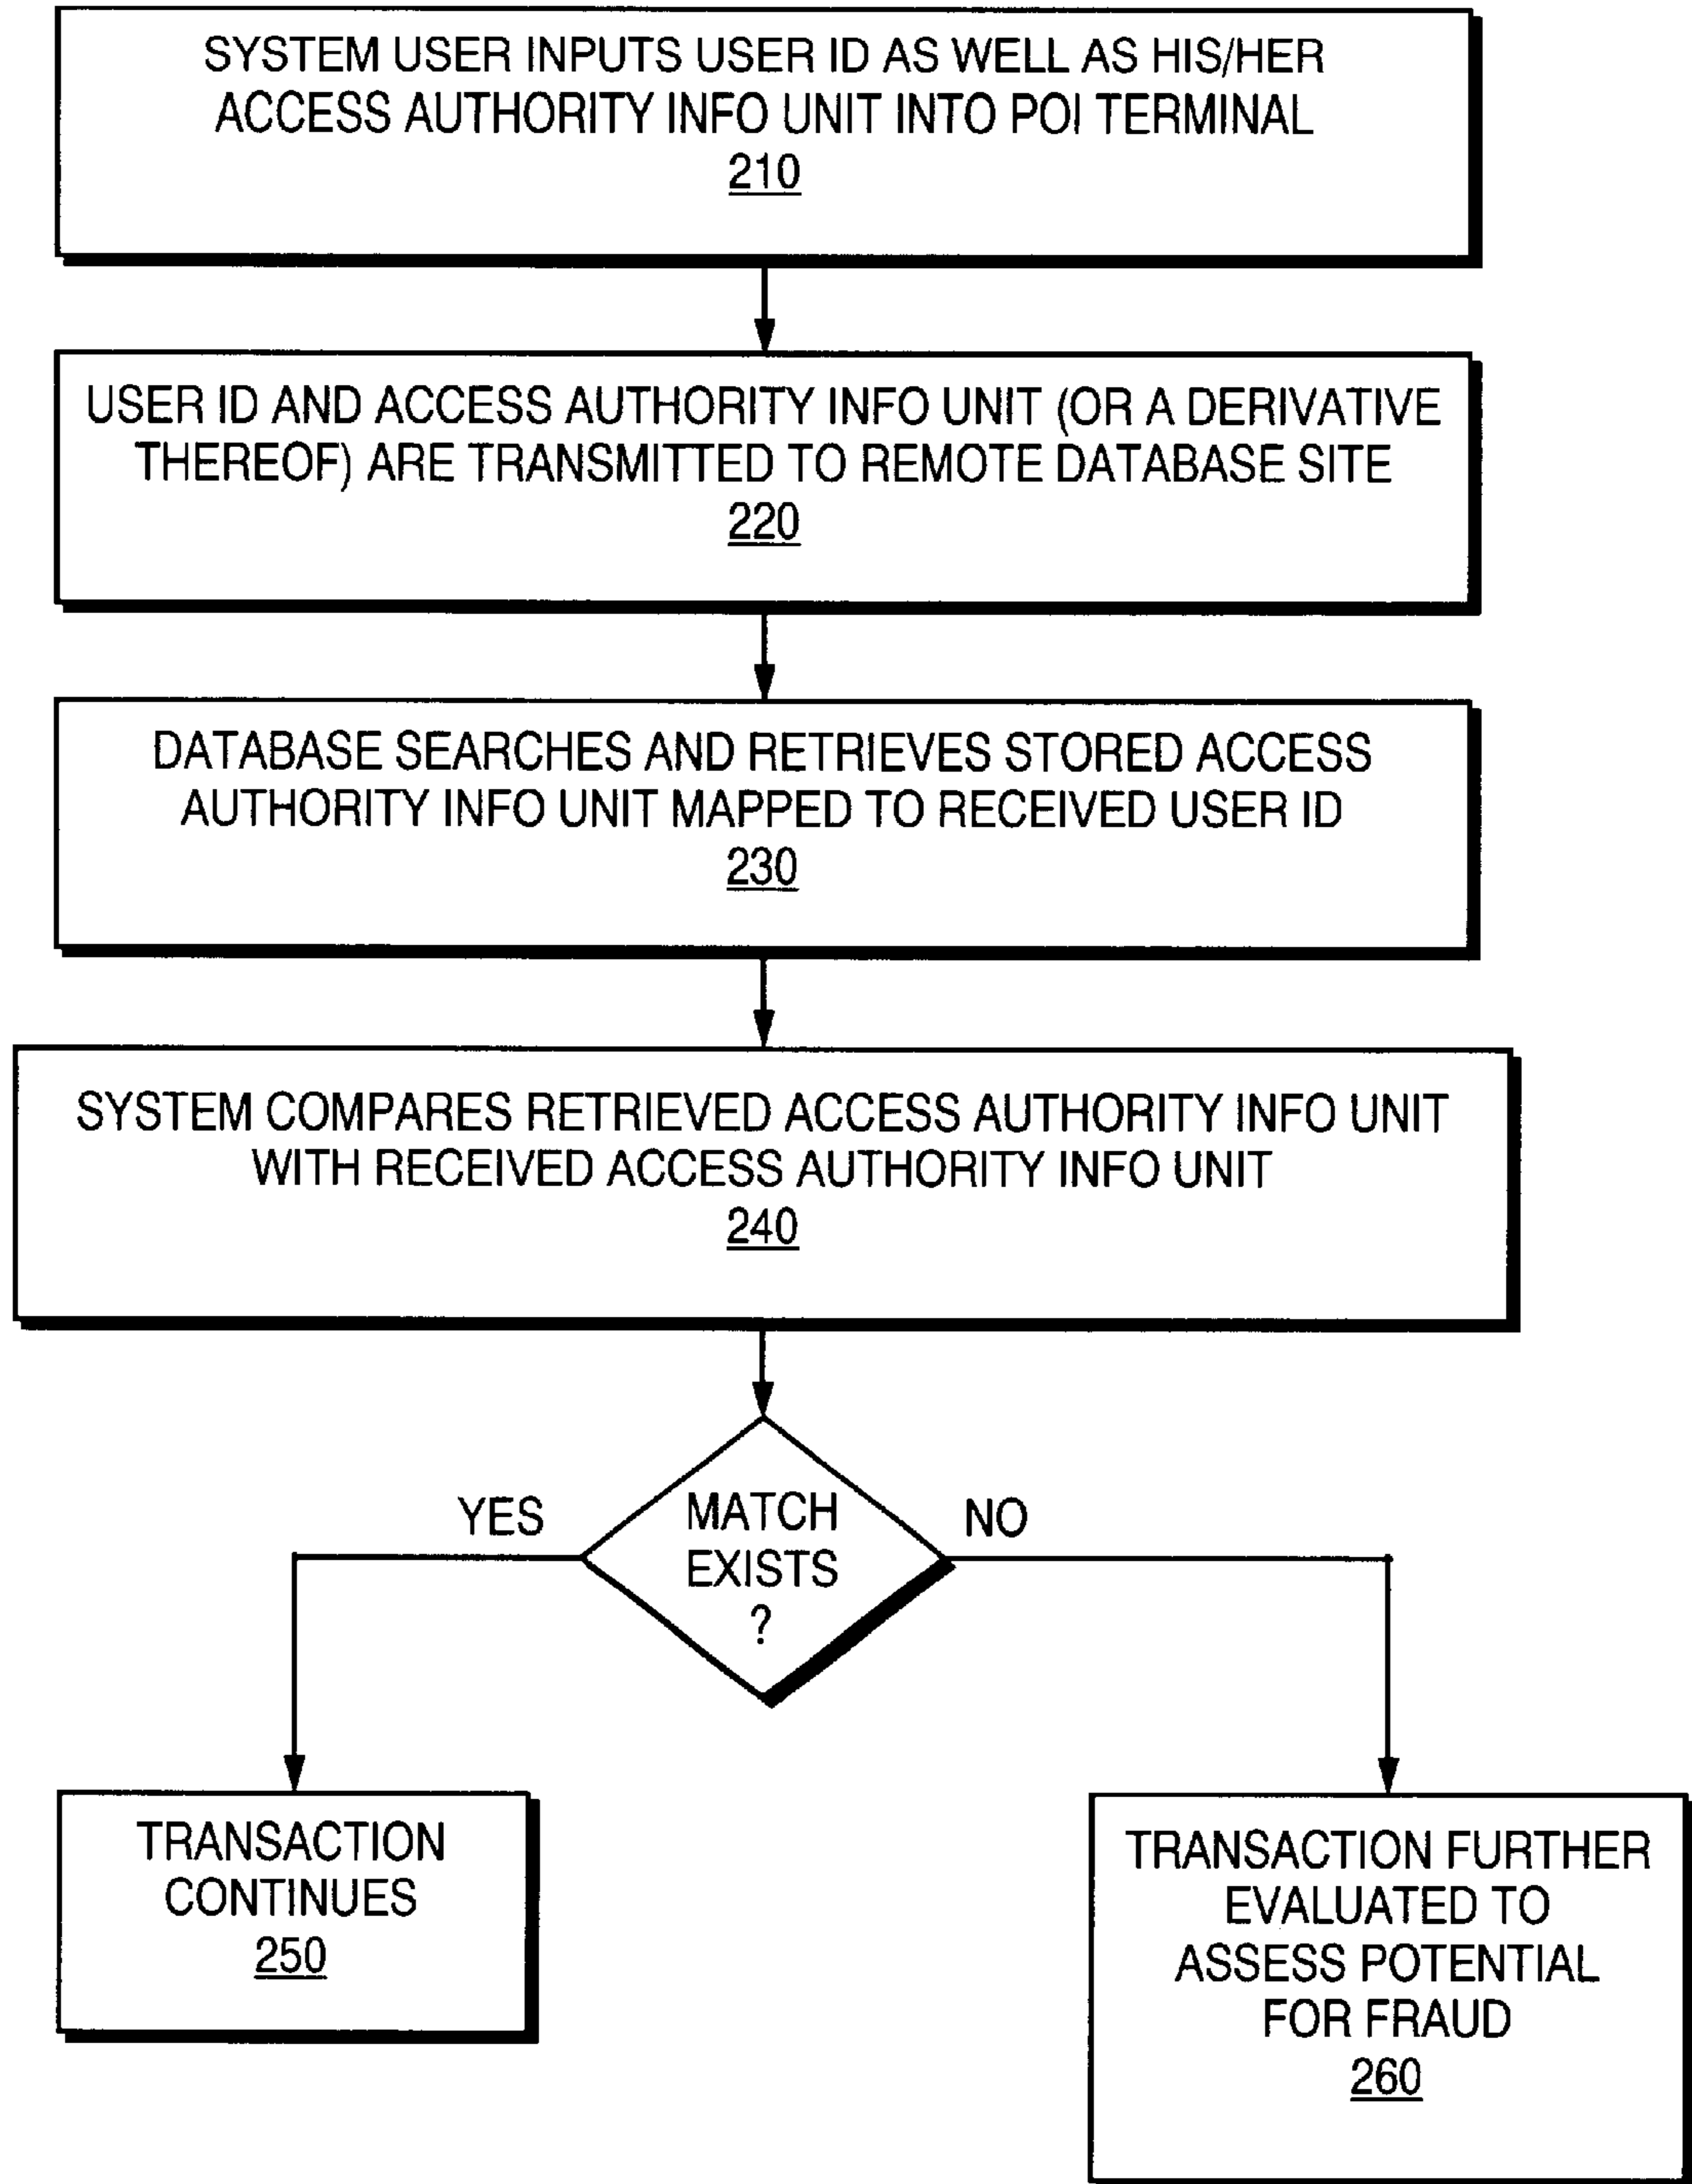 SYSTEM USER INPUTS USER ID AS WELL AS HIS/HER
ACCESS AUTHORITY INFO UNIT INTO POI TERMINAL
210
USER ID AND ACCESS AUTHORITY INFO UNIT (OR A DERIVATIVE
THEREOF) ARE TRANSMITTED TO REMOTE DATABASE SITE
220
DATABASE SEARCHES AND RETRIEVES STORED ACCESS
AUTHORITY INFO UNIT MAPPED TO RECEIVED USER ID
230
SYSTEM COMPARES RETRIEVED ACCESS AUTHORITY INFO UNIT
WITH RECEIVED ACCESS AUTHORITY INFO UNIT
240
YES
MATCH
EXISTS
?
NO
TRANSACTION
CONTINUES
250
TRANSACTION FURTHER
EVALUATED TO
ASSESS POTENTIAL
FOR FRAUD
260